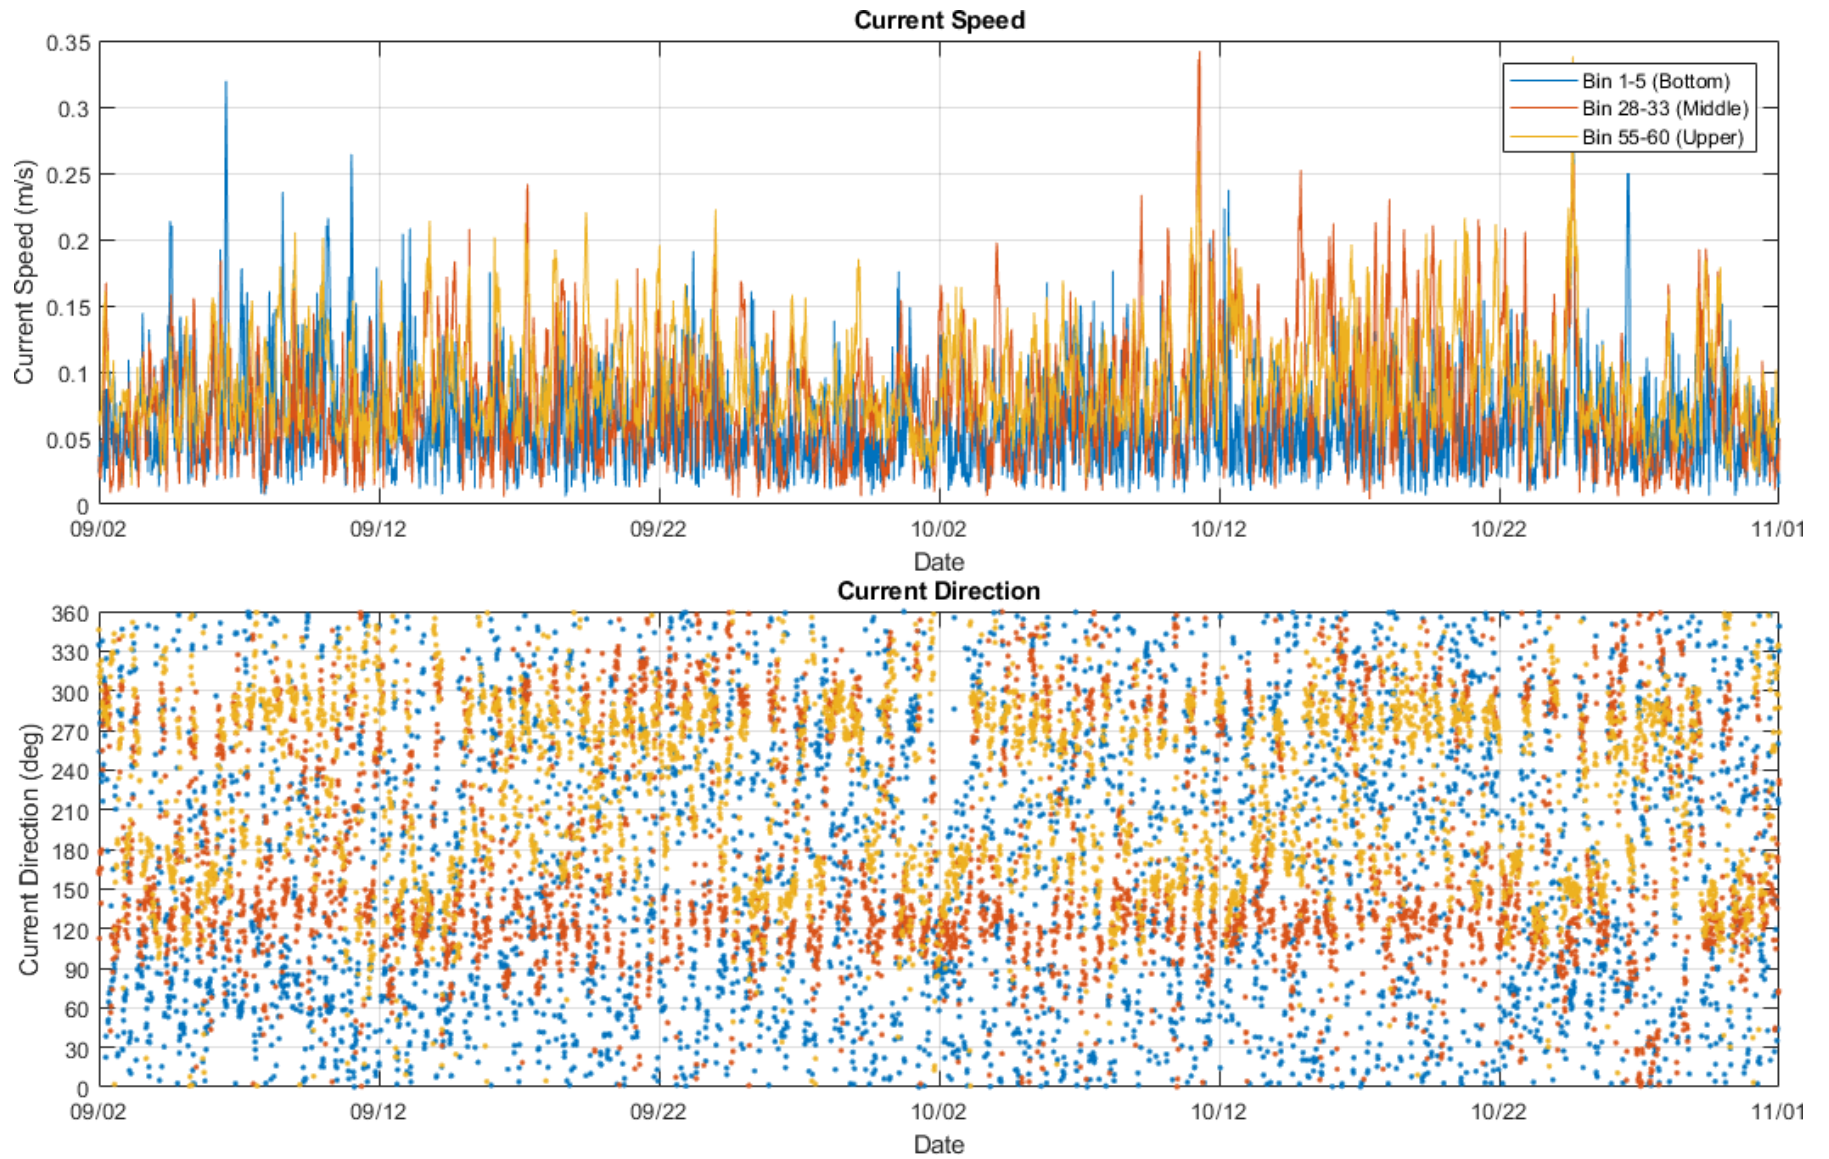 Current Speed
0.35
0.3
0.25
0.2
0.15
0.1
0.05
0
Current Speed (m/s)
Bin 1-5 (Bottom)
Bin 28-33 (Middle)
Bin 55-60 (Upper)
09/02 09/12 09/22 10/02 10/12 10/22 11/01
Date
Current Direction
360
330
300
270
240
210
180
150
120
90
60
30
0
Current Direction (deg)
09/02 09/12 09/22 10/02 10/12 10/22 11/01
Date